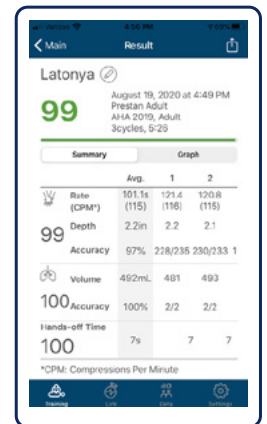 4:56 PM
Main Result
Latonya
99
August 19, 2020 at 4:49 PM
Prestan Adult
AHA 2019, Adult
3cycles, 5:26
Summary Graph
Avg. 1 2
Rate (CPM*) 101.1s (115) 121.4 (116) 120.8 (115)
99
Depth 2.2in 2.2 2.1
Accuracy 97% 228/235 230/233 1
Volume 492mL 481 493
100 Accuracy 100% 2/2 2/2
Hands-off Time
100 7s 7 7
*CPM: Compressions Per Minute
Training Link Data Settings